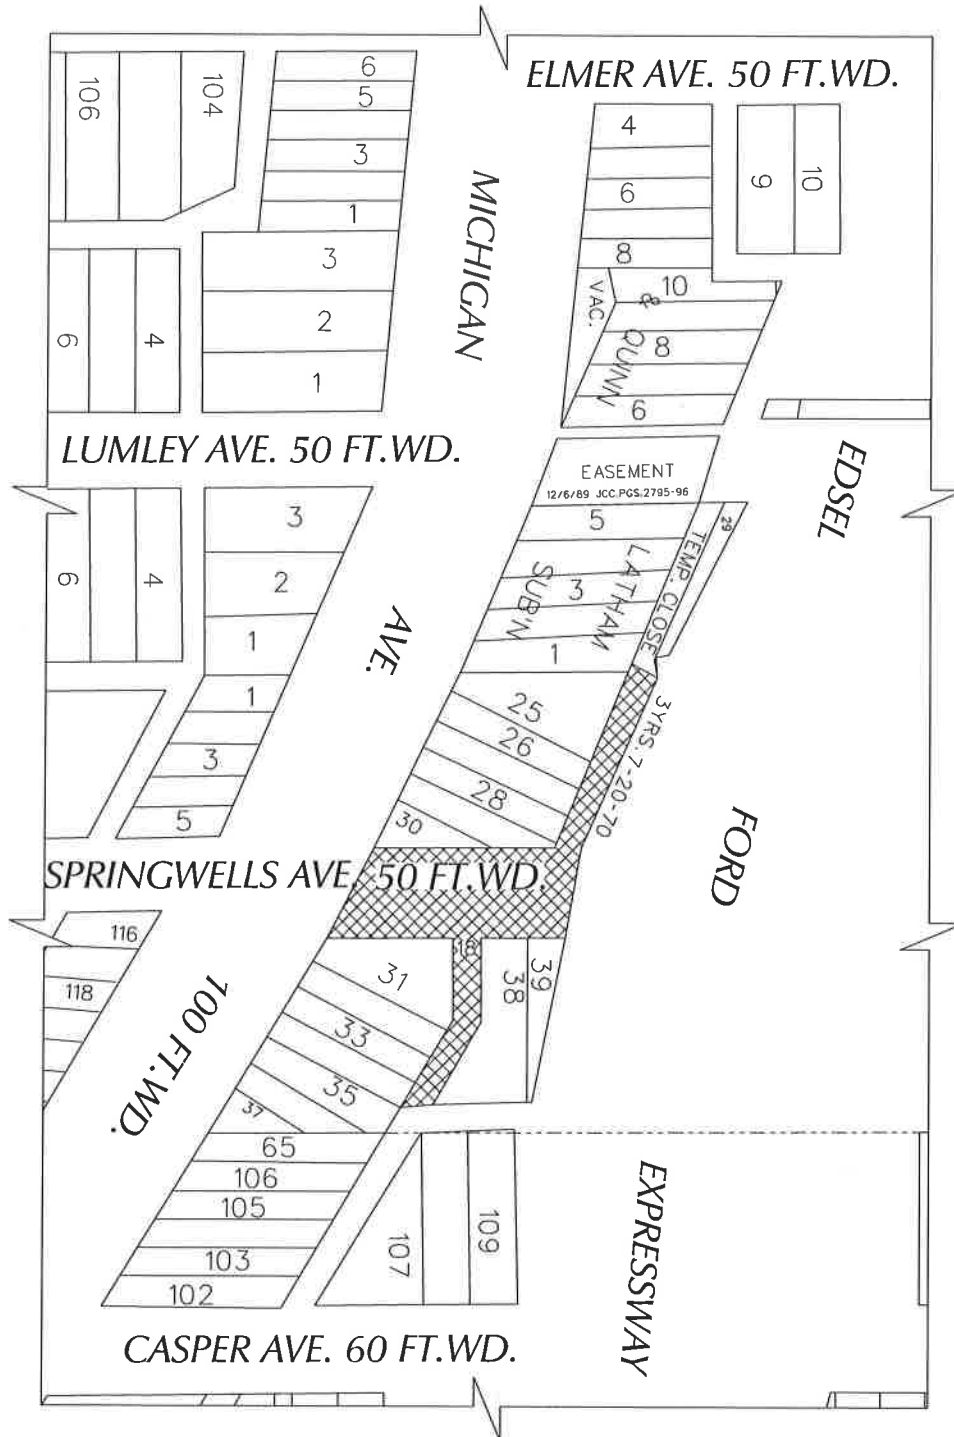 ELMER AVE. 50 FT.WD.
106
104
6
5
3
1
3
2
1
6
4
MICHIGAN
4
6
8
9
10
VAC.
10
&
QUINN
8
6
LUMLEY AVE. 50 FT.WD.
EASEMENT
12/6/89 JCC.PGS.2795-96
EDSEL
6
4
3
2
1
1
3
5
AVE.
5
3
1
LATHAM
SUB'N
29
TEMP. CLOSE
3YRS. 7-20-70
25
26
28
30
FORD
SPRINGWELLS AVE. 50 FT.WD.
116
118
100 FT.WD.
18
31
33
35
37
38
39
65
106
105
103
102
107
109
EXPRESSWAY
CASPER AVE. 60 FT.WD.